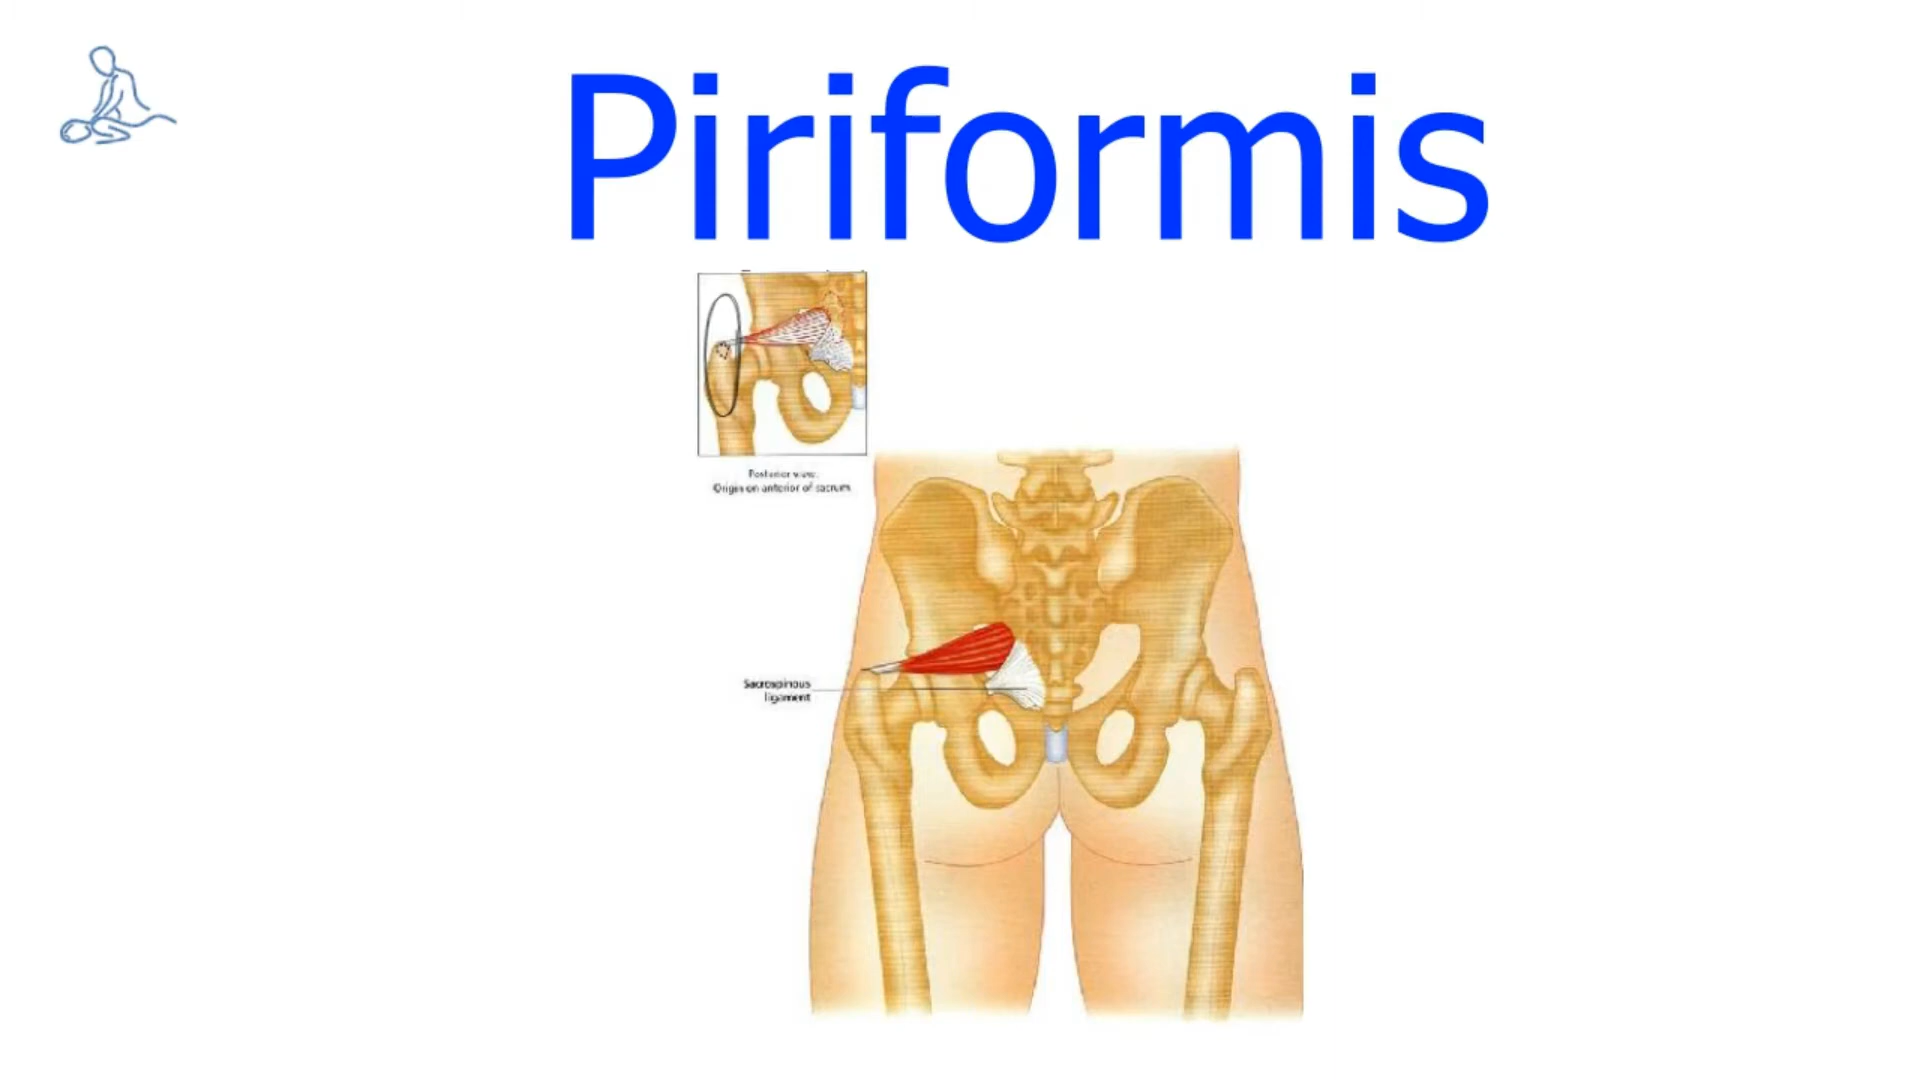 Piriformis
Posterior view.
Origin on anterior of sacrum
Sacrospinous
ligament